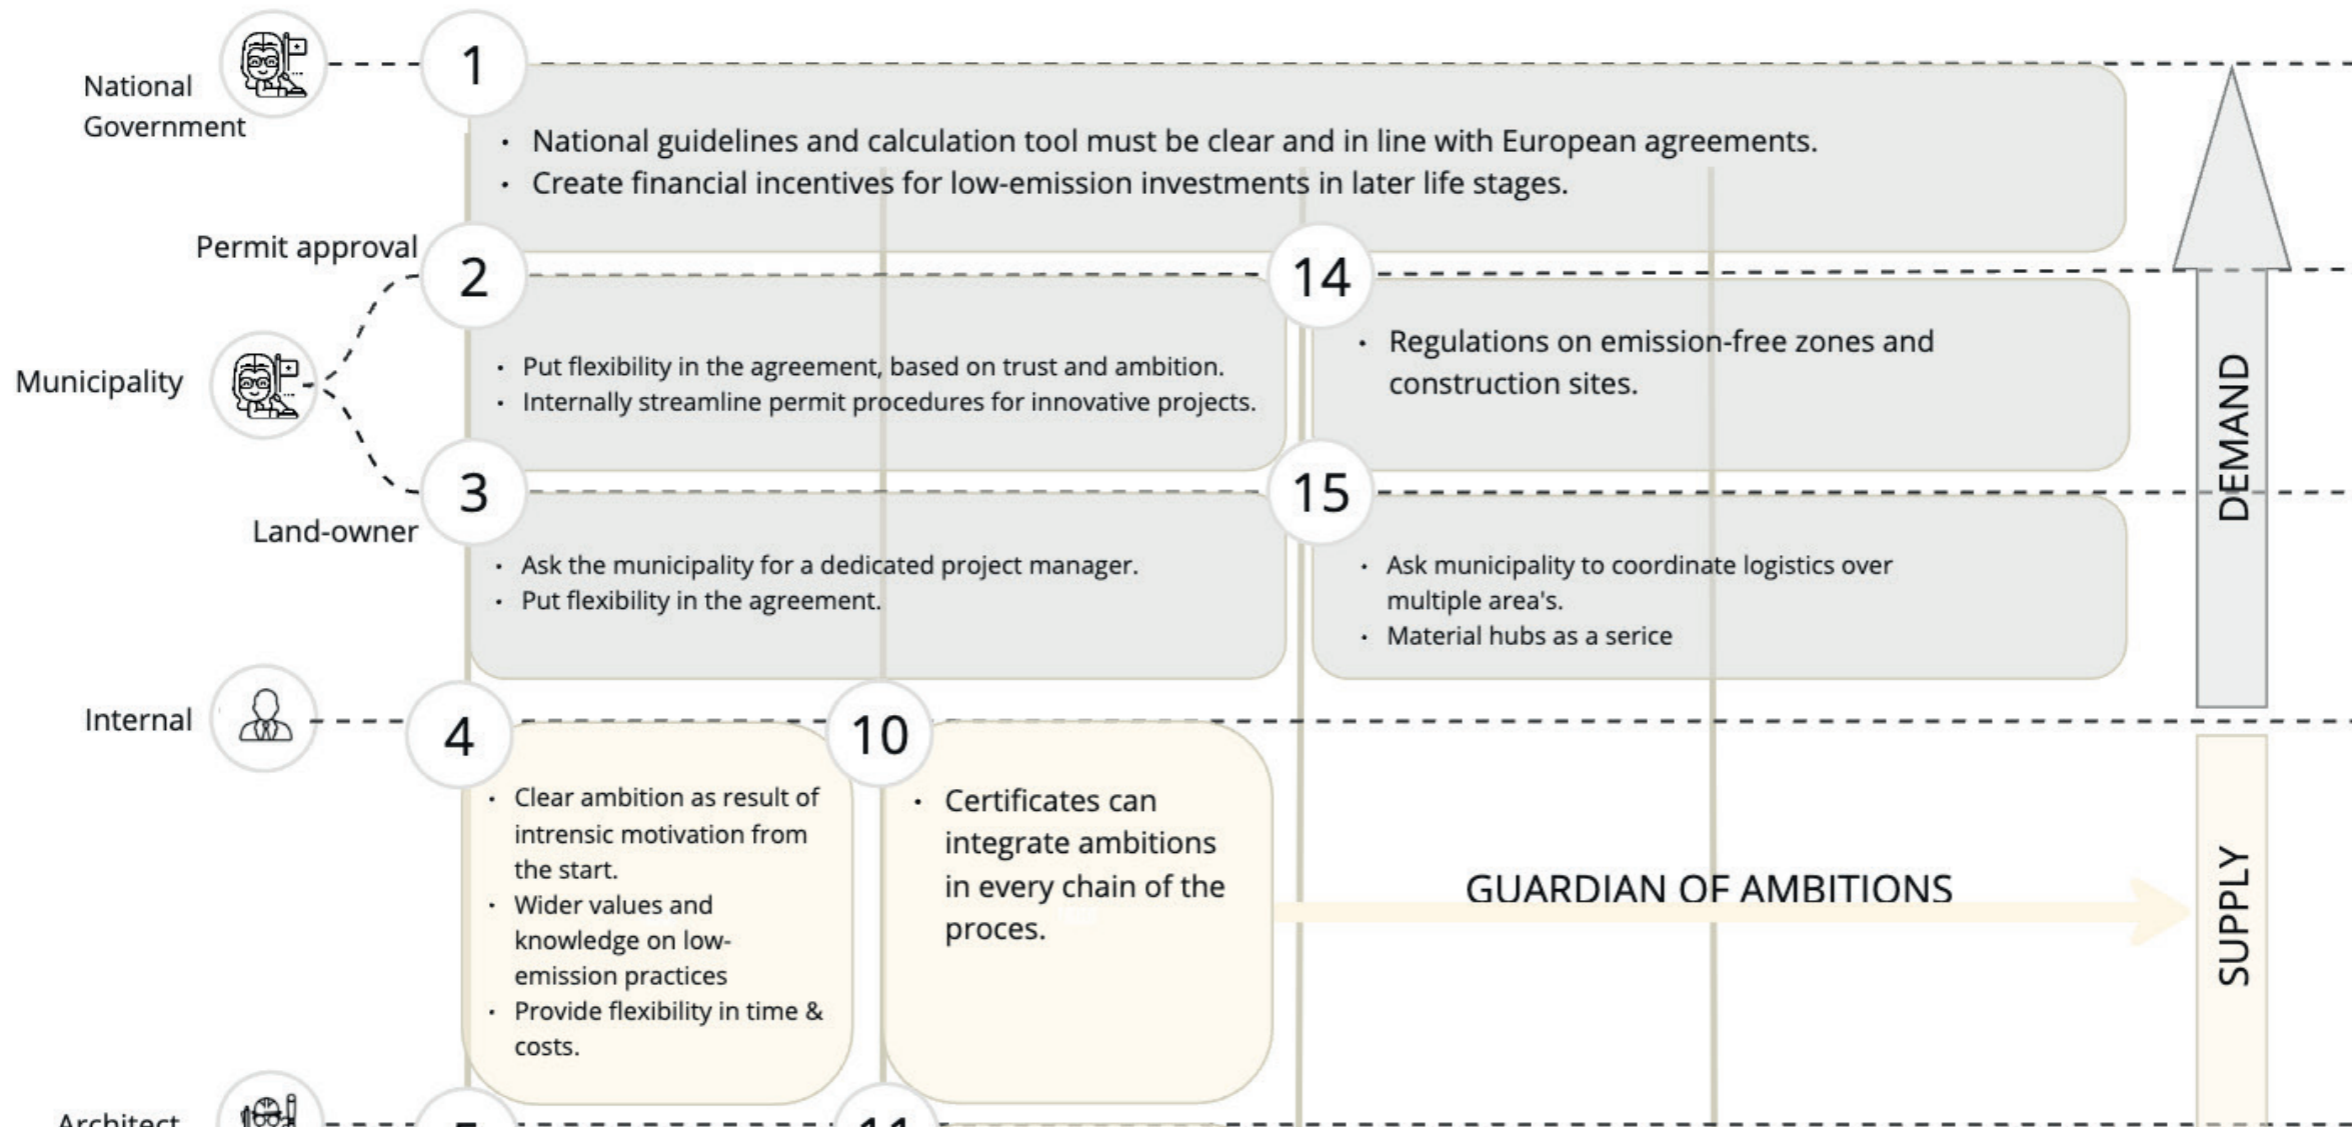 National
Government
1
• National guidelines and calculation tool must be clear and in line with European agreements.
• Create financial incentives for low-emission investments in later life stages.
Permit approval
2
• Put flexibility in the agreement, based on trust and ambition.
• Internally streamline permit procedures for innovative projects.
14
• Regulations on emission-free zones and
construction sites.
Municipality
3
Land-owner
• Ask the municipality for a dedicated project manager.
• Put flexibility in the agreement.
15
• Ask municipality to coordinate logistics over
multiple area's.
• Material hubs as a serice
DEMAND
Internal
4
• Clear ambition as result of
intrensic motivation from
the start.
• Wider values and
knowledge on low-
emission practices
• Provide flexibility in time &
costs.
10
• Certificates can
integrate ambitions
in every chain of the
proces.
GUARDIAN OF AMBITIONS
SUPPLY
Architect
11